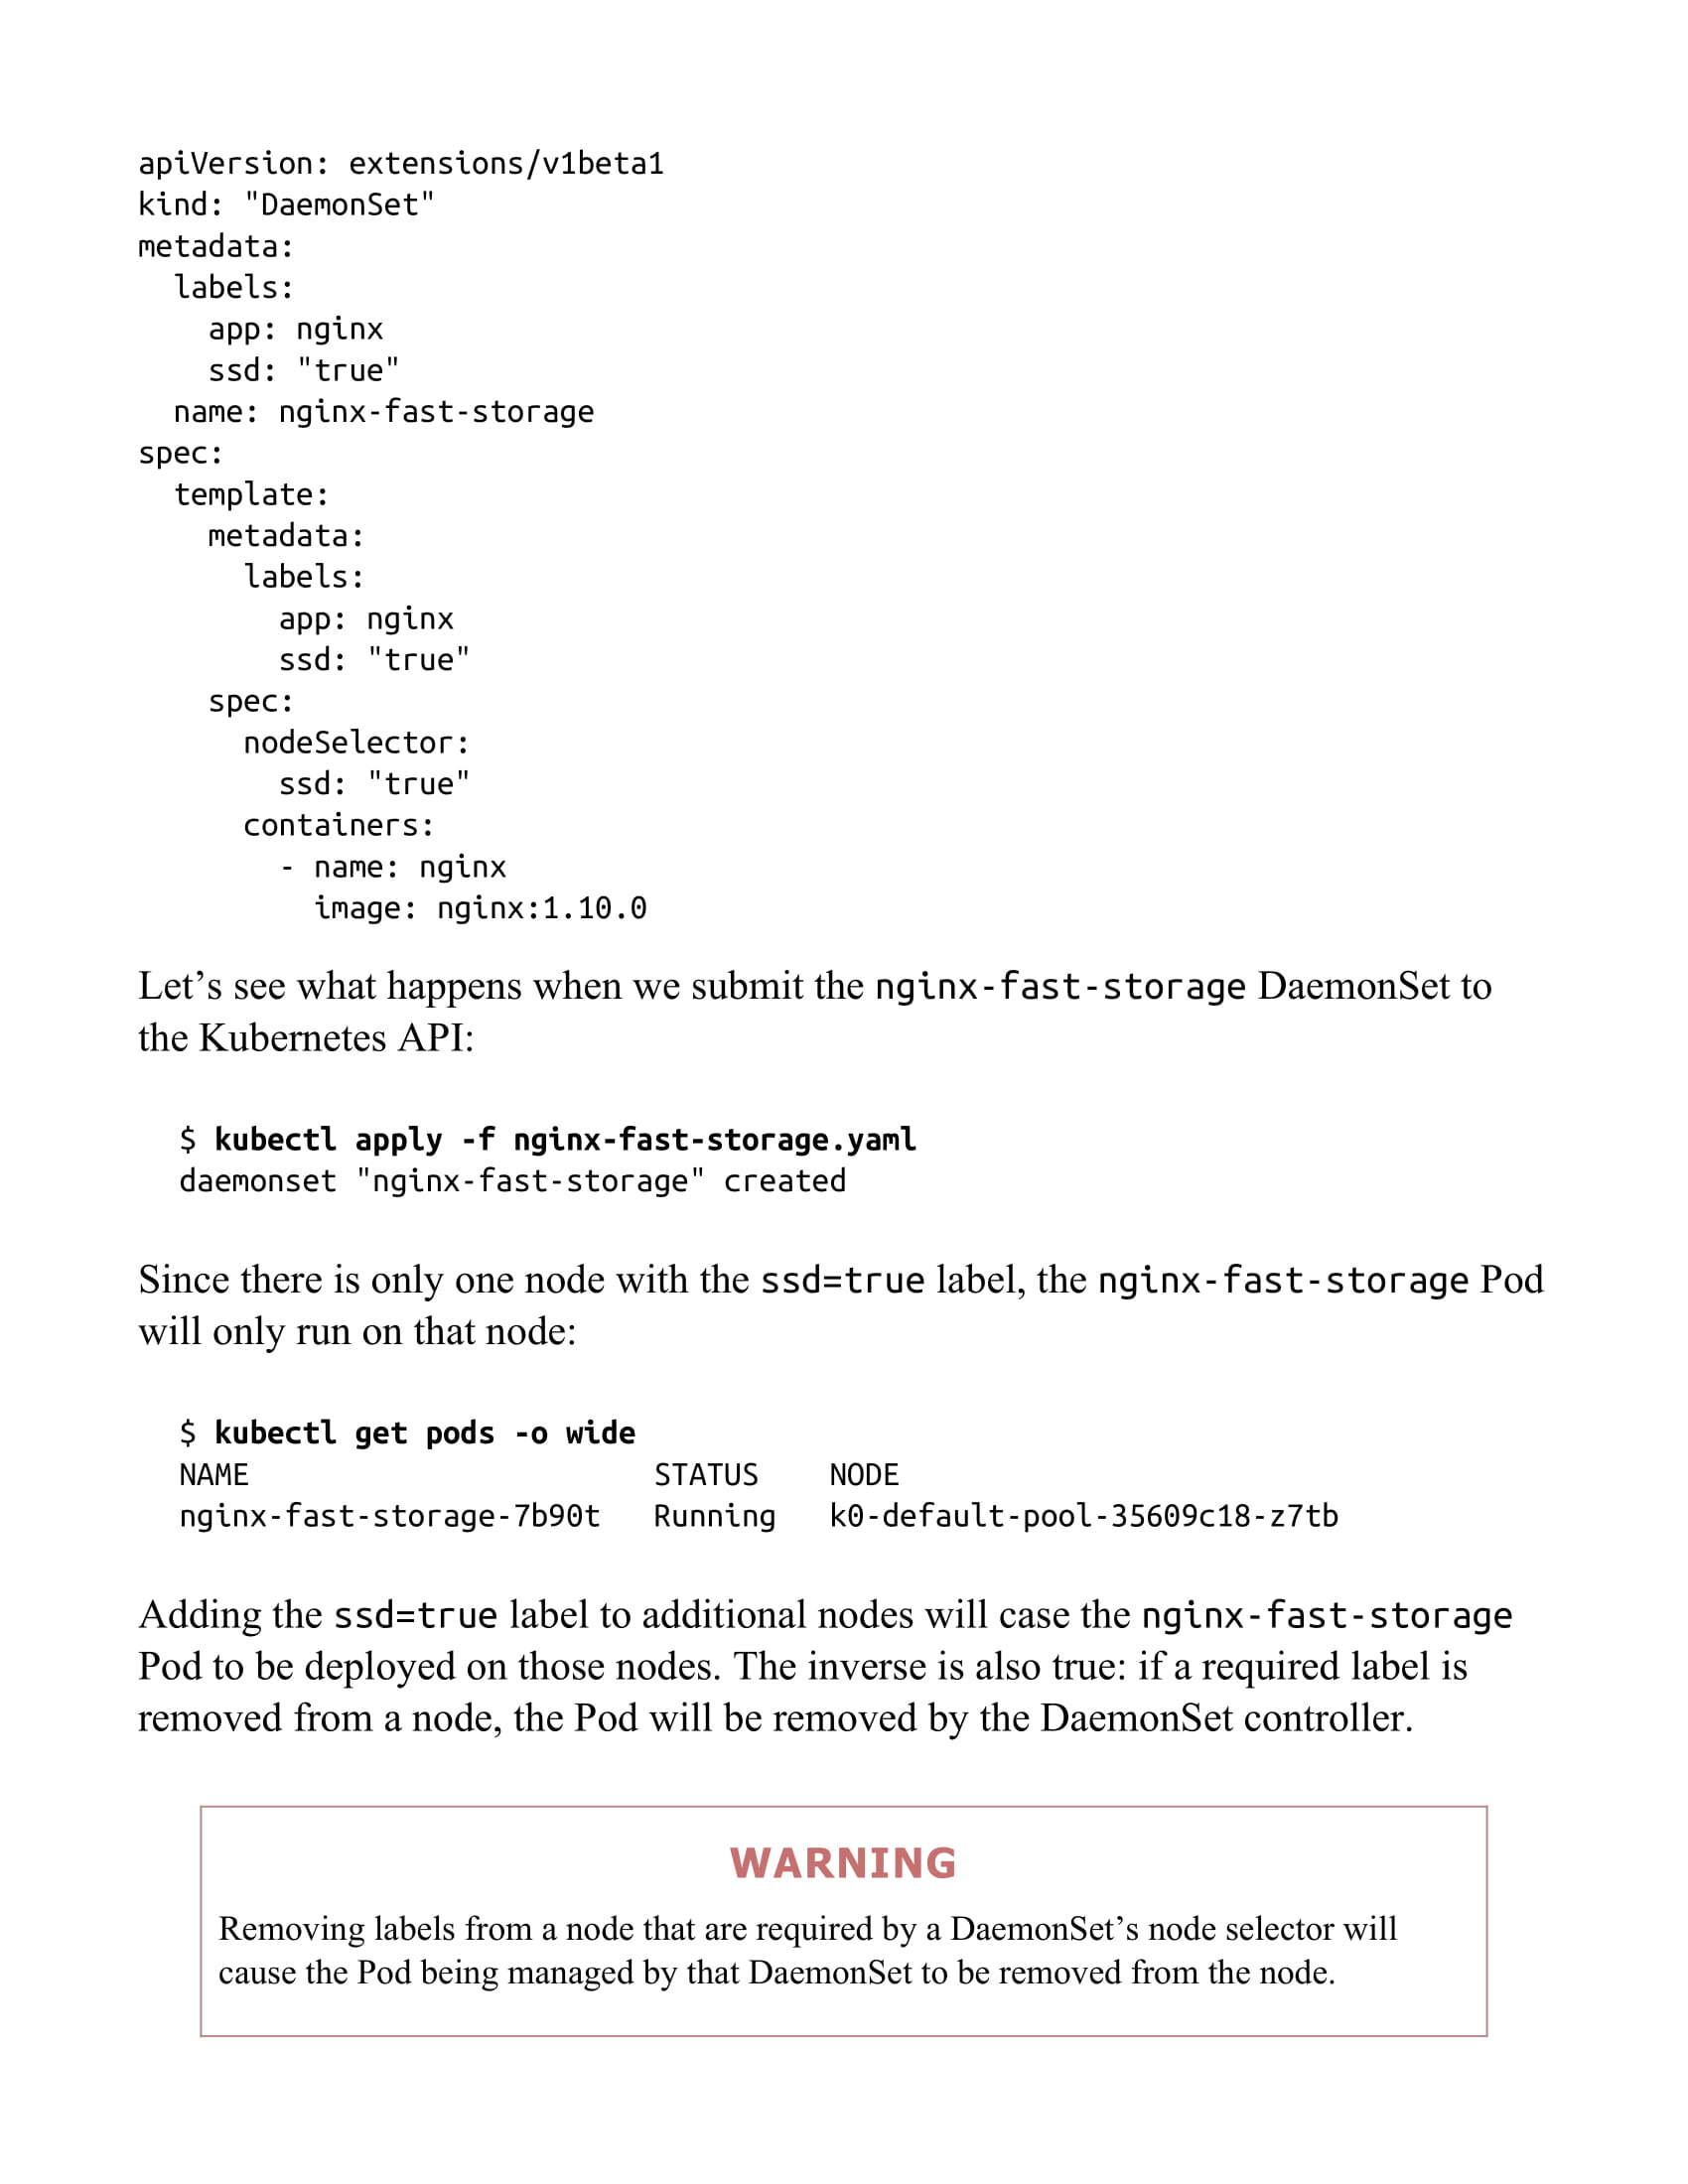 apiVersion: extensions/v1beta1
kind: "DaemonSet"
metadata:
  labels:
    app: nginx
    ssd: "true"
  name: nginx-fast-storage
spec:
  template:
    metadata:
      labels:
        app: nginx
        ssd: "true"
    spec:
      nodeSelector:
        ssd: "true"
      containers:
        - name: nginx
          image: nginx:1.10.0
Let’s see what happens when we submit the nginx-fast-storage DaemonSet to
the Kubernetes API:
$ kubectl apply -f nginx-fast-storage.yaml
daemonset "nginx-fast-storage" created
Since there is only one node with the ssd=true label, the nginx-fast-storage Pod
will only run on that node:
$ kubectl get pods -o wide
NAME                       STATUS    NODE
nginx-fast-storage-7b90t   Running   k0-default-pool-35609c18-z7tb
Adding the ssd=true label to additional nodes will case the nginx-fast-storage
Pod to be deployed on those nodes. The inverse is also true: if a required label is
removed from a node, the Pod will be removed by the DaemonSet controller.
WARNING
Removing labels from a node that are required by a DaemonSet’s node selector will
cause the Pod being managed by that DaemonSet to be removed from the node.